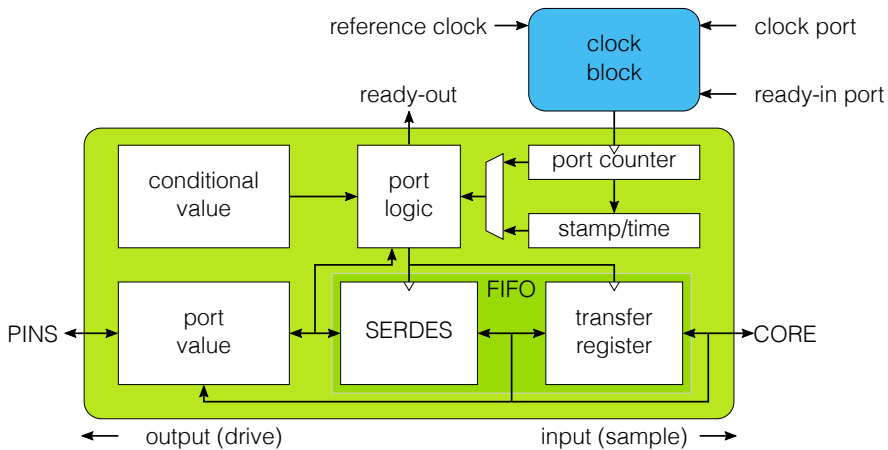 reference clock
clock
block
clock port
ready-out
ready-in port
conditional
value
port
logic
port counter
stamp/time
FIFO
PINS
port
value
SERDES
transfer
register
CORE
output (drive)
input (sample)